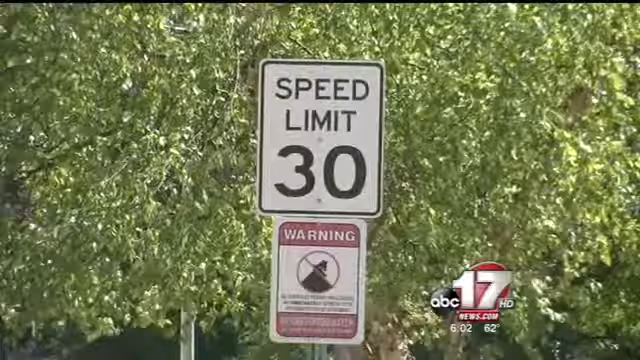 SPEED
LIMIT
30
WARNING
abc 17 HD
NEWS.COM
6:02 62°